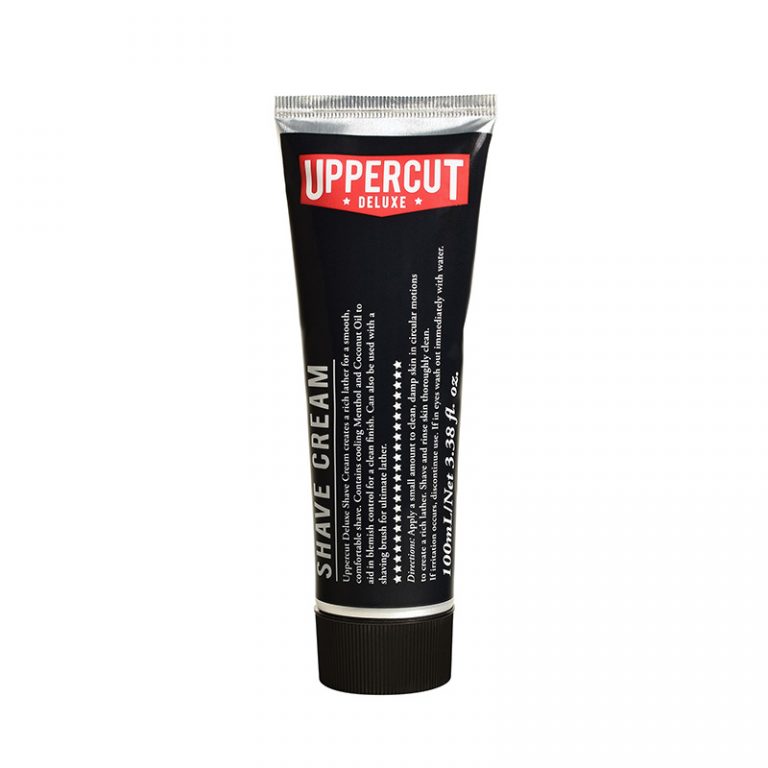 UPPERCUT
★ DELUXE ★
SHAVE CREAM
Uppercut Deluxe Shave Cream creates a rich lather for a smooth,
comfortable shave. Contains cooling Menthol and Coconut Oil to
aid in blemish control for a clean finish. Can also be used with a
shaving brush for ultimate lather.
Directions: Apply a small amount to clean, damp skin in circular motions
to create a rich lather. Shave and rinse skin thoroughly clean.
If irritation occurs, discontinue use. If in eyes wash out immediately with water.
100mL/Net 3.38 fl. oz.